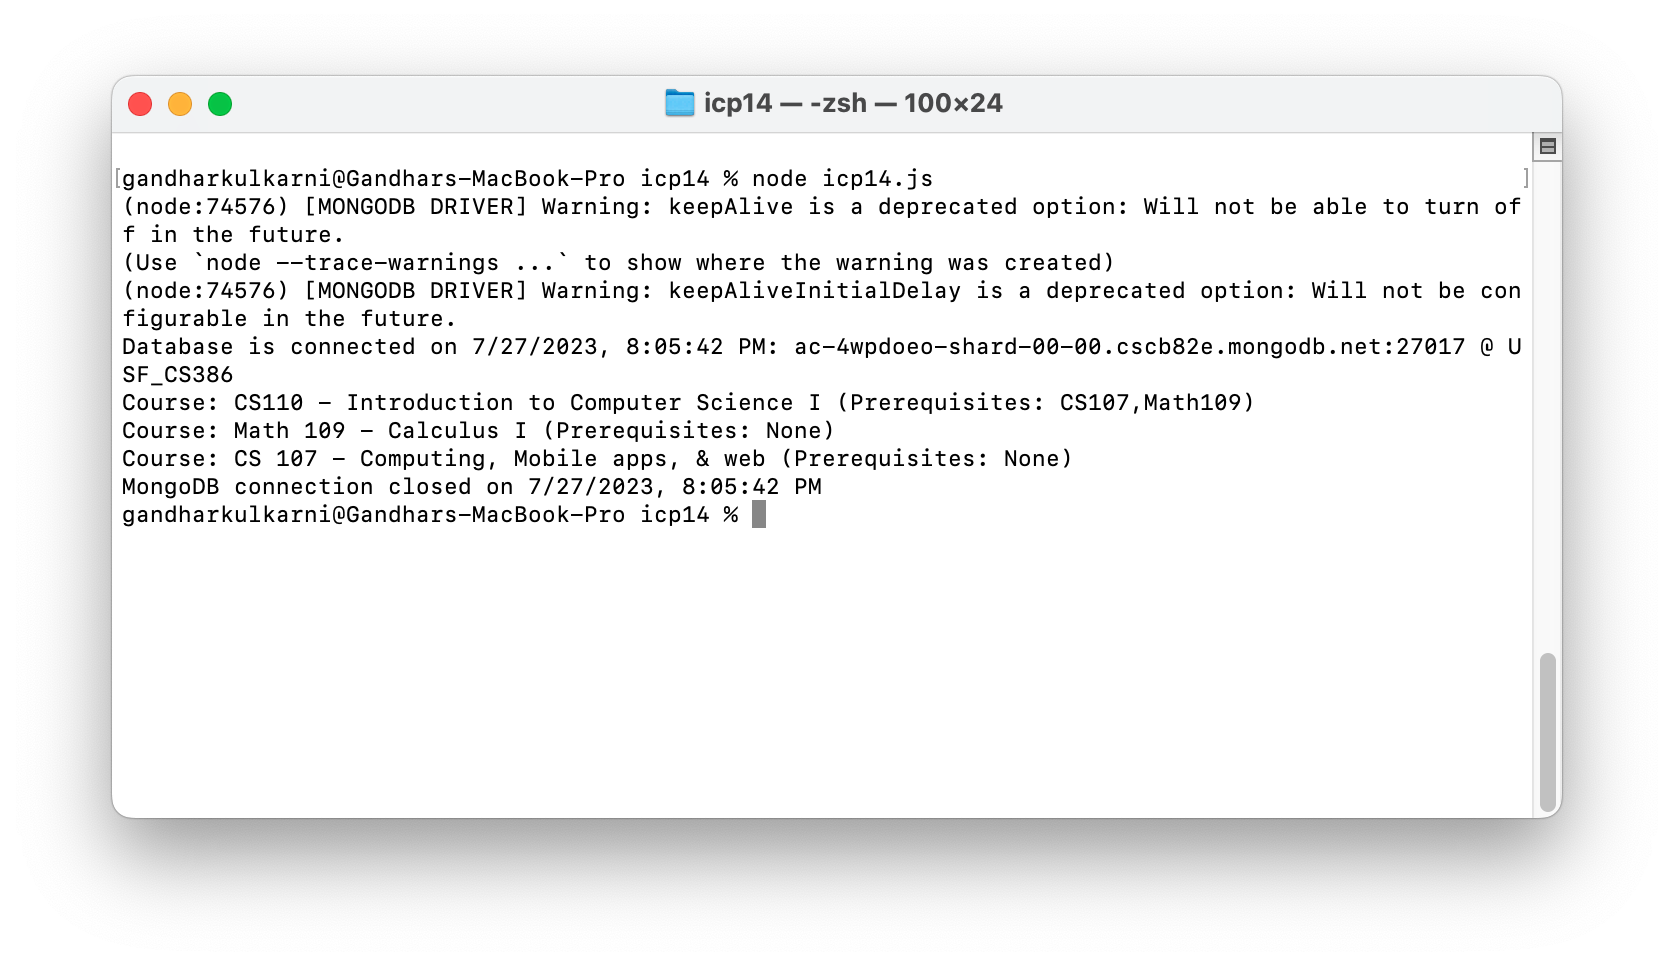 icp14 — -zsh — 100×24
[gandharkulkarni@Gandhars-MacBook-Pro icp14 % node icp14.js ]
(node:74576) [MONGODB DRIVER] Warning: keepAlive is a deprecated option: Will not be able to turn of
f in the future.
(Use `node --trace-warnings ...` to show where the warning was created)
(node:74576) [MONGODB DRIVER] Warning: keepAliveInitialDelay is a deprecated option: Will not be con
figurable in the future.
Database is connected on 7/27/2023, 8:05:42 PM: ac-4wpdoeo-shard-00-00.cscb82e.mongodb.net:27017 @ U
SF_CS386
Course: CS110 - Introduction to Computer Science I (Prerequisites: CS107,Math109)
Course: Math 109 - Calculus I (Prerequisites: None)
Course: CS 107 - Computing, Mobile apps, & web (Prerequisites: None)
MongoDB connection closed on 7/27/2023, 8:05:42 PM
gandharkulkarni@Gandhars-MacBook-Pro icp14 %